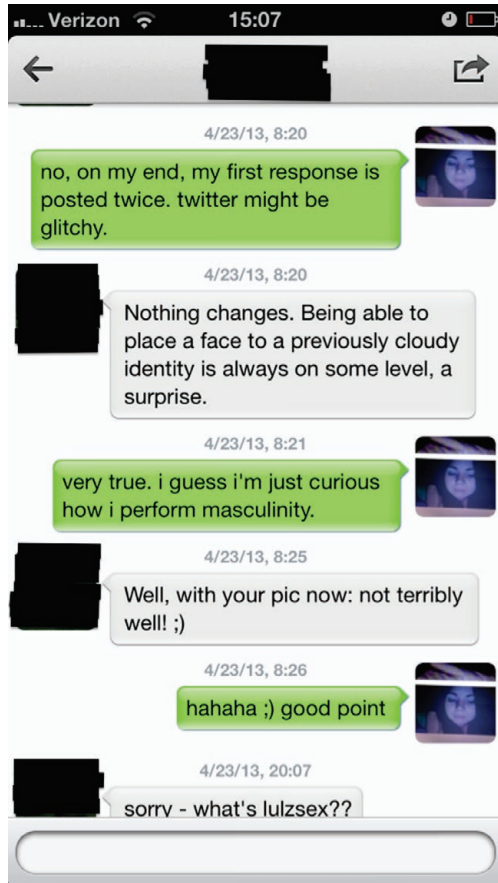 Verizon 15:07
4/23/13, 8:20
no, on my end, my first response is
posted twice. twitter might be
glitchy.
4/23/13, 8:20
Nothing changes. Being able to
place a face to a previously cloudy
identity is always on some level, a
surprise.
4/23/13, 8:21
very true. i guess i'm just curious
how i perform masculinity.
4/23/13, 8:25
Well, with your pic now: not terribly
well! ;)
4/23/13, 8:26
hahaha ;) good point
4/23/13, 20:07
sorry - what's lulzsex??